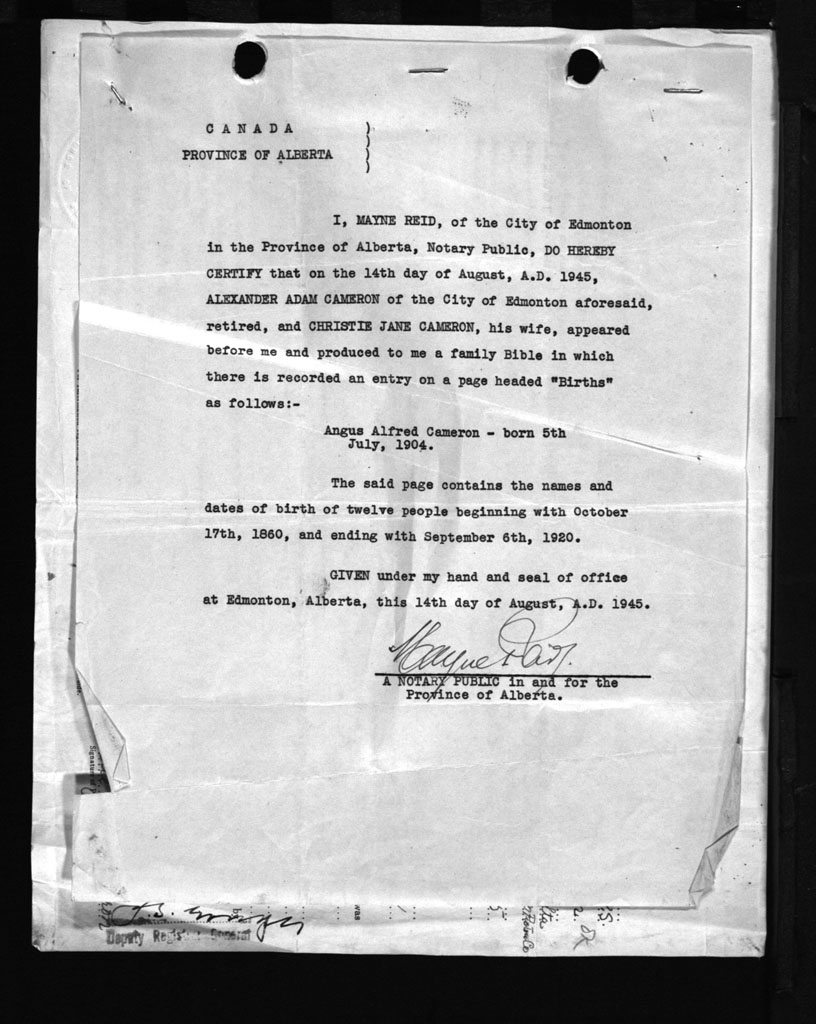 CANADA
PROVINCE OF ALBERTA
I, MAYNE REID, of the City of Edmonton
in the Province of Alberta, Notary Public, DO HEREBY
CERTIFY that on the 14th day of August, A.D. 1945,
ALEXANDER ADAM CAMERON of the City of Edmonton aforesaid,
retired, and CHRISTIE JANE CAMERON, his wife, appeared
before me and produced to me a family Bible in which
there is recorded an entry on a page headed "Births"
as follows:-
Angus Alfred Cameron - born 5th
July, 1904.
The said page contains the names and
dates of birth of twelve people beginning with October
17th, 1860, and ending with September 6th, 1920.
GIVEN under my hand and seal of office
at Edmonton, Alberta, this 14th day of August, A.D. 1945.
Mayne Reid.
A NOTARY PUBLIC in and for the
Province of Alberta.
was
Deputy Registrar General